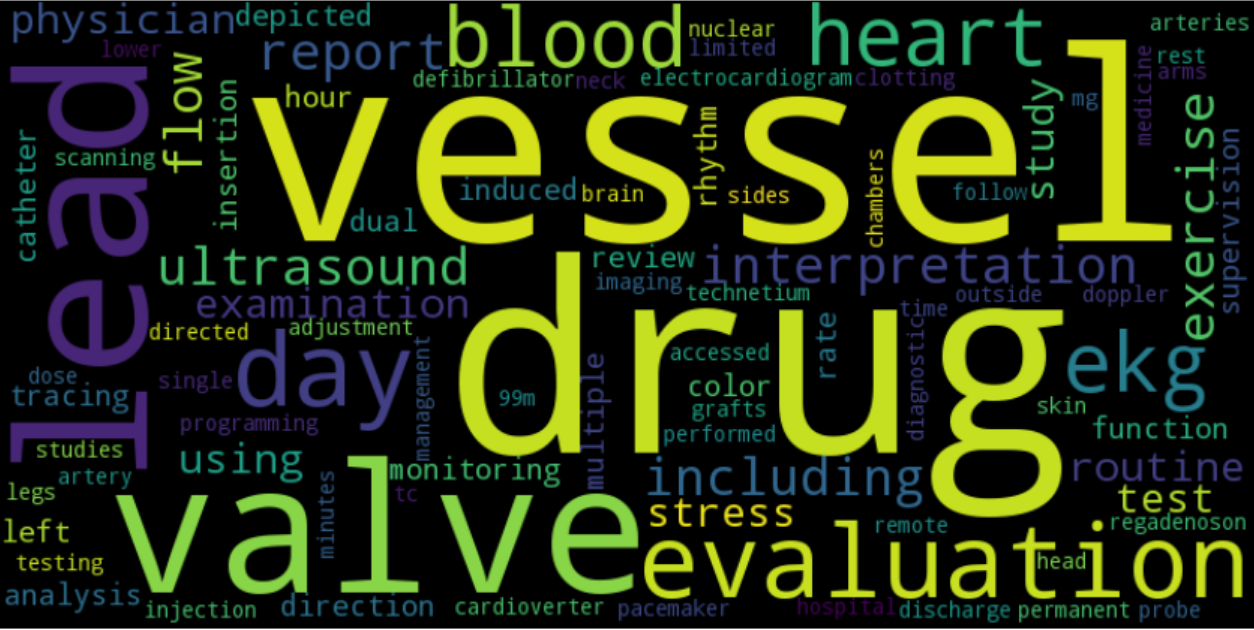 physician
depicted
lower
report
blood
nuclear
limited
heart
arteries
rest
arms
defibrillator
neck
electrocardiogram
clotting
lead
flow
hour
insertion
vessel
rhythm
study
mg
medicine
exercise
supervision
catheter
scanning
induced
brain
sides
chambers
follow
dual
ultrasound
review
interpretation
imaging
technetium
time
outside
doppler
examination
directed
adjustment
day
drug
accessed
rate
diagnostic
ekg
dose
tracing
single
management
multiple
99m
color
grafts
skin
programming
performed
function
studies
using
monitoring
including
routine
artery
legs
tc
minutes
valve
stress
test
left
remote
regadenoson
testing
evaluation
head
analysis
injection
direction
cardioverter
pacemaker
hospital
discharge
permanent
probe